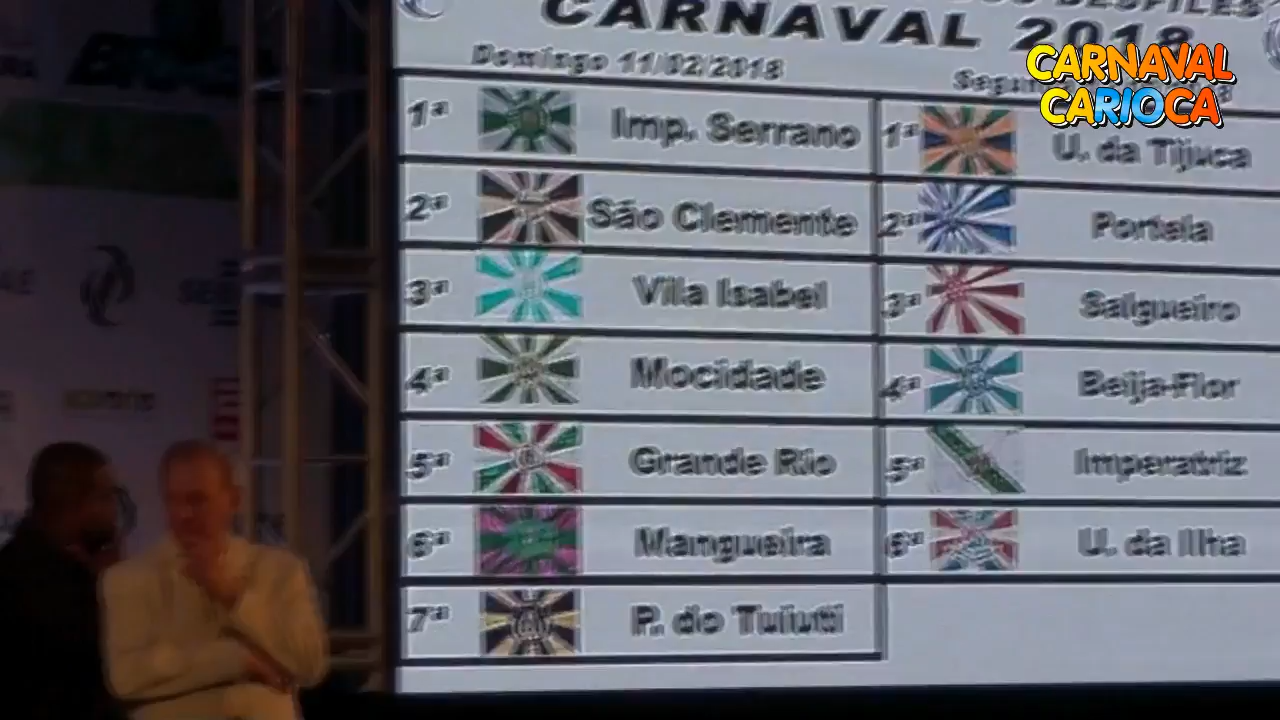 DESFILES
CARNAVAL 2018
Domingo 11/02/2018
CARNAVAL
CARIOCA
1ª Imp. Serrano 1ª U. da Tijuca
2ª São Clemente 2ª Portela
3ª Vila Isabel 3ª Salgueiro
4ª Mocidade 4ª Beija-Flor
5ª Grande Rio 5ª Imperatriz
6ª Mangueira 6ª U. da Ilha
7ª P. do Tuiuti